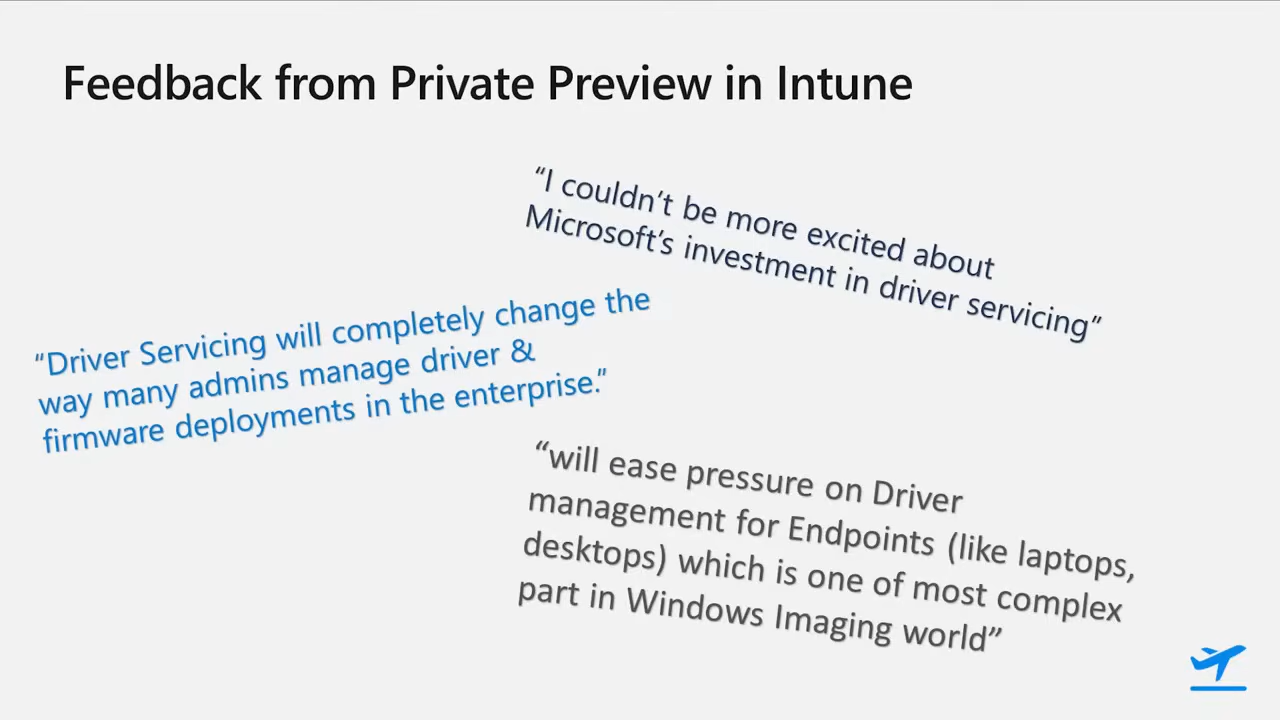 Feedback from Private Preview in Intune
“I couldn’t be more excited about
Microsoft’s investment in driver servicing”
“Driver Servicing will completely change the
way many admins manage driver &
firmware deployments in the enterprise.”
“will ease pressure on Driver
management for Endpoints (like laptops,
desktops) which is one of most complex
part in Windows Imaging world”